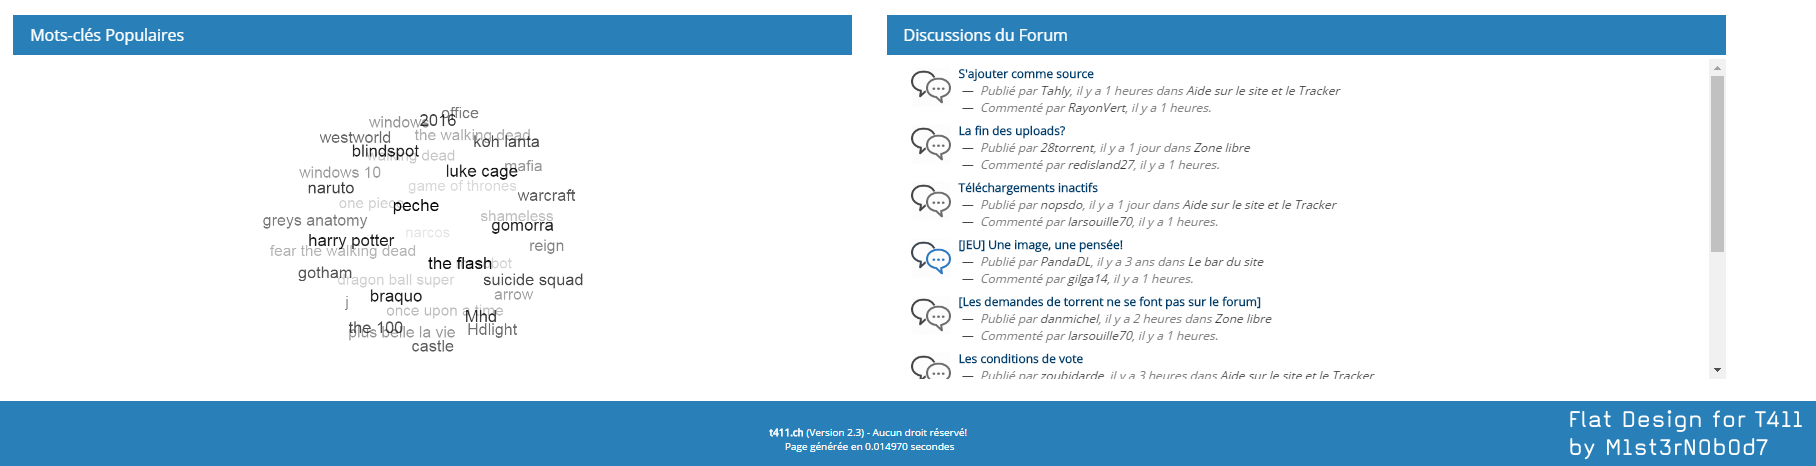 Mots-clés Populaires
office
2016
windows
the walking dead
westworld
koh lanta
blindspot
walking dead
mafia
luke cage
windows 10
game of thrones
naruto
warcraft
one piece
peche
shameless
greys anatomy
gomorra
narcos
harry potter
reign
fear the walking dead
the flash
gotham
dragon ball super
suicide squad
arrow
braquo
j
once upon a time
Mhd
the 100
Hdlight
plus belle la vie
castle
Discussions du Forum
S'ajouter comme source
— Publié par Tahly, il y a 1 heures dans Aide sur le site et le Tracker
— Commenté par RayonVert, il y a 1 heures.
La fin des uploads?
— Publié par 28torrent, il y a 1 jour dans Zone libre
— Commenté par redisland27, il y a 1 heures.
Téléchargements inactifs
— Publié par nopsdo, il y a 1 jour dans Aide sur le site et le Tracker
— Commenté par larsouille70, il y a 1 heures.
[JEU] Une image, une pensée!
— Publié par PandaDL, il y a 3 ans dans Le bar du site
— Commenté par gilga14, il y a 1 heures.
[Les demandes de torrent ne se font pas sur le forum]
— Publié par danmichel, il y a 2 heures dans Zone libre
— Commenté par larsouille70, il y a 1 heures.
Les conditions de vote
— Publié par zoubidarde, il y a 3 heures dans Aide sur le site et le Tracker
t411.ch (Version 2.3) - Aucun droit réservé!
Page générée en 0.014970 secondes
Flat Design for T411
by M1st3rN0b0d7